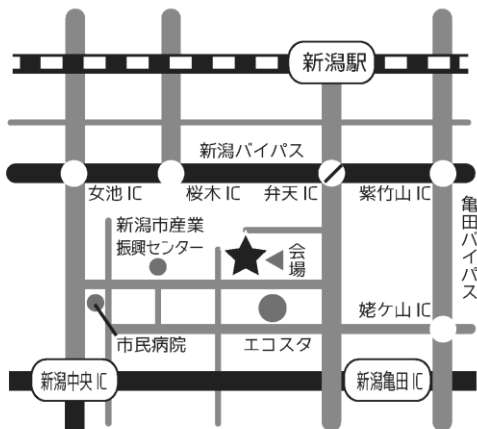 新潟駅
新潟バイパス
女池 IC
桜木 IC
弁天 IC
紫竹山 IC
亀田バイパス
新潟市産業
振興センター
会場
姥ケ山 IC
市民病院
エコスタ
新潟中央 IC
新潟亀田 IC